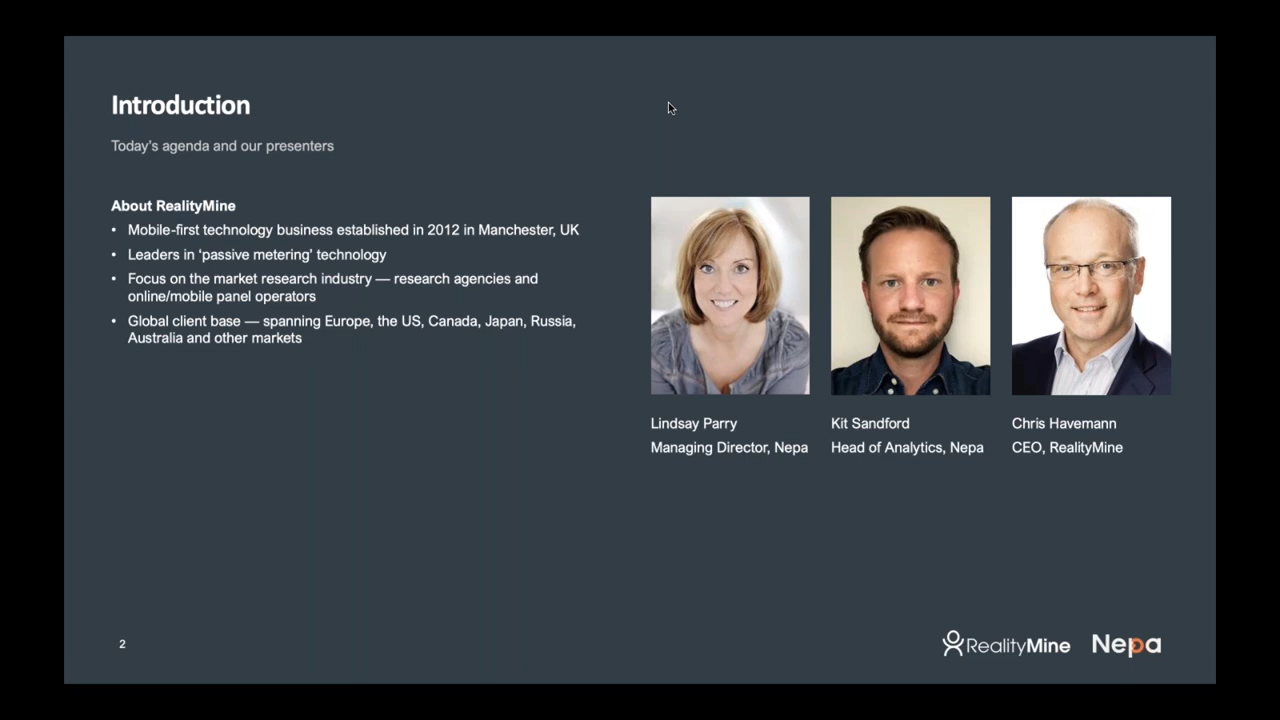 Introduction
Today's agenda and our presenters
About RealityMine
• Mobile-first technology business established in 2012 in Manchester, UK
• Leaders in ‘passive metering’ technology
• Focus on the market research industry — research agencies and
online/mobile panel operators
• Global client base — spanning Europe, the US, Canada, Japan, Russia,
Australia and other markets
Lindsay Parry
Managing Director, Nepa
Kit Sandford
Head of Analytics, Nepa
Chris Havemann
CEO, RealityMine
2
RealityMine
Nepa